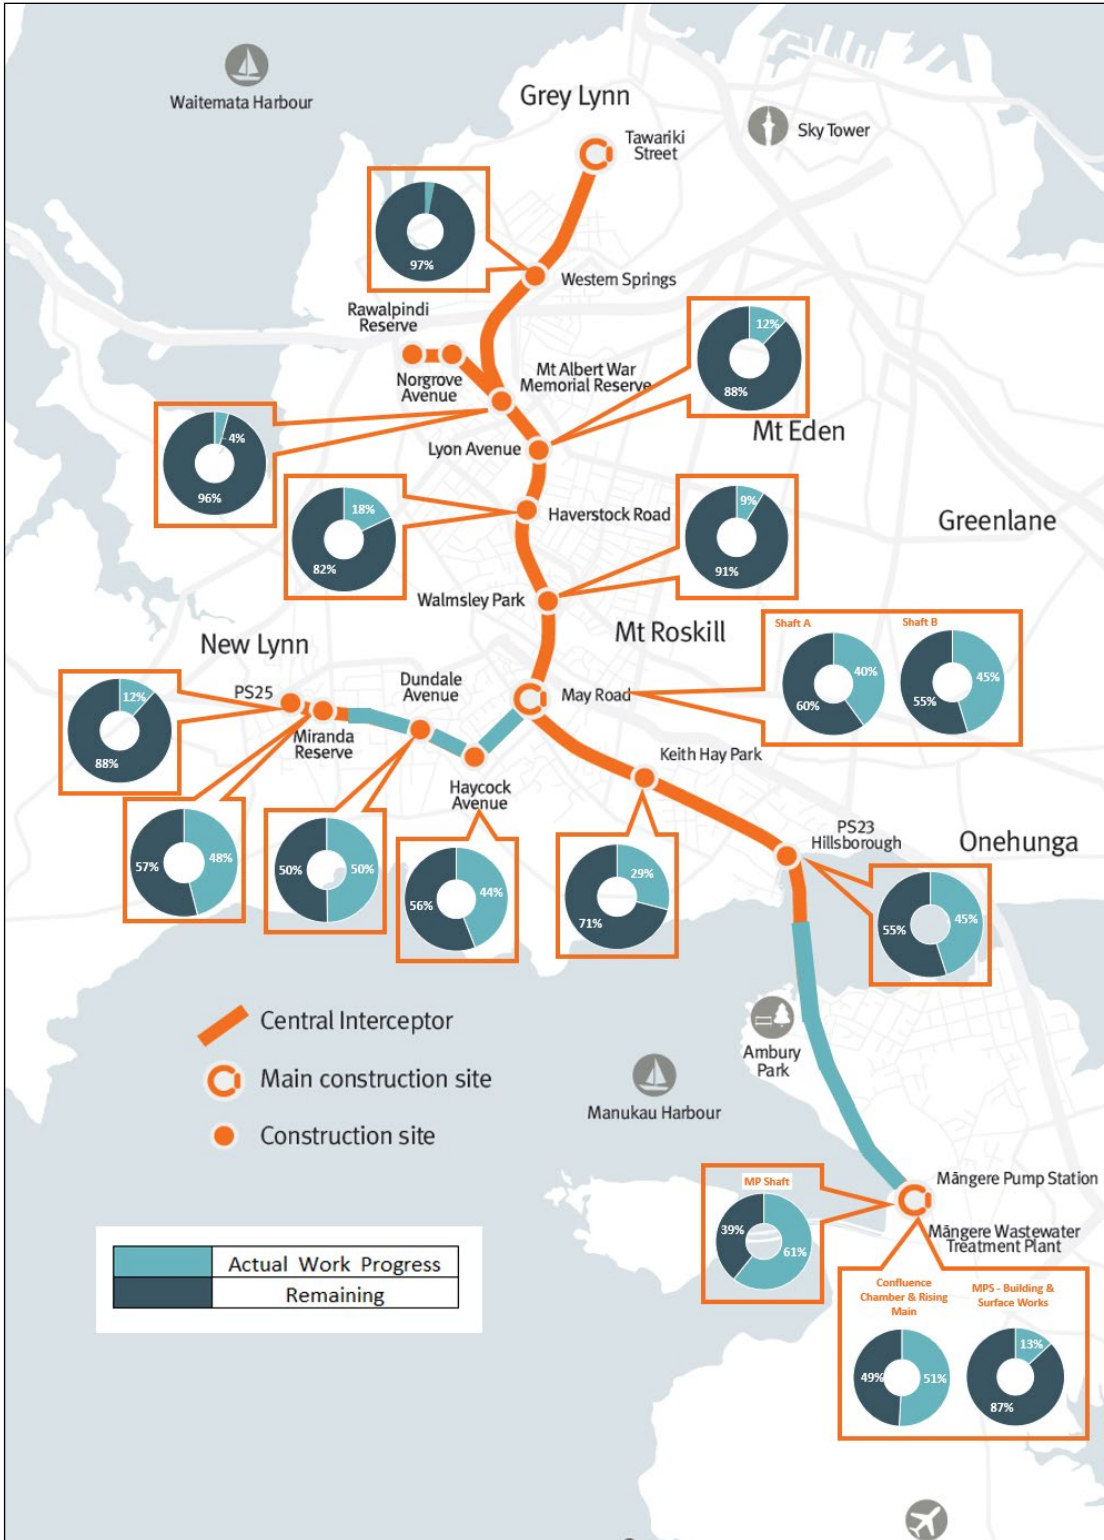 Grey Lynn
Waitemata Harbour
Sky Tower
Tawariki
Street
97%
Western Springs
Rawalpindi
Reserve
12%
88%
Norgrove
Avenue
Mt Albert War
Memorial Reserve
Mt Eden
4%
96%
Lyon Avenue
18%
82%
Haverstock Road
9%
91%
Greenlane
Walmsley Park
New Lynn
Mt Roskill
Shaft A
Shaft B
40%
60%
45%
55%
PS25
Dundale
Avenue
May Road
12%
88%
Miranda
Reserve
Haycock
Avenue
Keith Hay Park
57%
48%
50%
50%
56%
44%
29%
71%
PS23
Hillsborough
Onehunga
55%
45%
Central Interceptor
Main construction site
Construction site
Ambury
Park
Manukau Harbour
MP Shaft
39%
61%
Māngere Pump Station
Māngere Wastewater
Treatment Plant
Actual Work Progress
Remaining
Confluence
Chamber & Rising
Main
MPS - Building &
Surface Works
49%
51%
13%
87%